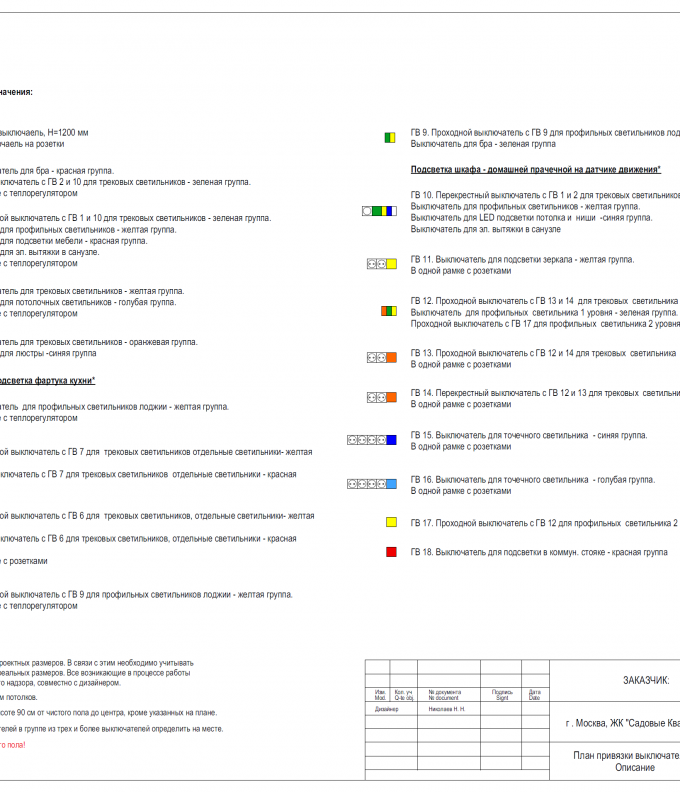 начения:
выключаель, H=1200 мм
чаель на розетки
атель для бра - красная группа.
ключатель с ГВ 2 и 10 для трековых светильников - зеленая группа.
е с теплорегулятором
ой выключатель с ГВ 1 и 10 для трековых светильников - зеленая группа.
для профильных светильников - желтая группа.
для подсветки мебели - красная группа.
для эл. вытяжки в санузле.
е с теплорегулятором
атель для трековых светильников - желтая группа.
для потолочных светильников - голубая группа.
е с теплорегулятором
атель для трековых светильников - оранжевая группа.
для люстры -синяя группа
одсветка фартука кухни*
атель для профильных светильников лоджии - желтая группа.
е с теплорегулятором
ой выключатель с ГВ 7 для трековых светильников отдельные светильники- желтая
ключатель с ГВ 7 для трековых светильников отдельные светильники - красная
ой выключатель с ГВ 6 для трековых светильников, отдельные светильники- желтая
ключатель с ГВ 6 для трековых светильников, отдельные светильники - красная
е с розетками
ой выключатель с ГВ 9 для профильных светильников лоджии - желтая группа.
е с теплорегулятором
ГВ 9. Проходной выключатель с ГВ 9 для профильных светильников лод
Выключатель для бра - зеленая группа
Подсветка шкафа - домашней прачечной на датчике движения*
ГВ 10. Перекрестный выключатель с ГВ 1 и 2 для трековых светильников
Выключатель для профильных светильников - желтая группа.
Выключатель для LED подсветки потолка и ниши -синяя группа.
Выключатель для эл. вытяжки в санузле
ГВ 11. Выключатель для подсветки зеркала - желтая группа.
В одной рамке с розетками
ГВ 12. Проходной выключатель с ГВ 13 и 14 для трековых светильника
Выключатель для профильных светильника 1 уровня - зеленая группа.
Проходной выключатель с ГВ 17 для профильных светильника 2 уровня
ГВ 13. Проходной выключатель с ГВ 12 и 14 для трековых светильника
В одной рамке с розетками
ГВ 14. Перекрестный выключатель с ГВ 12 и 13 для трековых светильни
В одной рамке с розетками
ГВ 15. Выключатель для точечного светильника - синяя группа.
В одной рамке с розетками
ГВ 16. Выключатель для точечного светильника - голубая группа.
В одной рамке с розетками
ГВ 17. Проходной выключатель с ГВ 12 для профильных светильника 2
ГВ 18. Выключатель для подсветки в коммун. стояке - красная группа
роектных размеров. В связи с этим необходимо учитывать
реальных размеров. Все возникающие в процессе работы
го надзора, совместно с дизайнером.
м потолков.
соте 90 см от чистого пола до центра, кроме указанных на плане.
ателей в группе из трех и более выключателей определить на месте.
го пола!
Изм. Кол. уч № документа Подпись Дата
Mod. Q-te obj. № document Signt Date
Дизайнер Николаев Н. Н.
ЗАКАЗЧИК:
г . Москва, ЖК "Садовые Ква
План привязки выключател
Описание